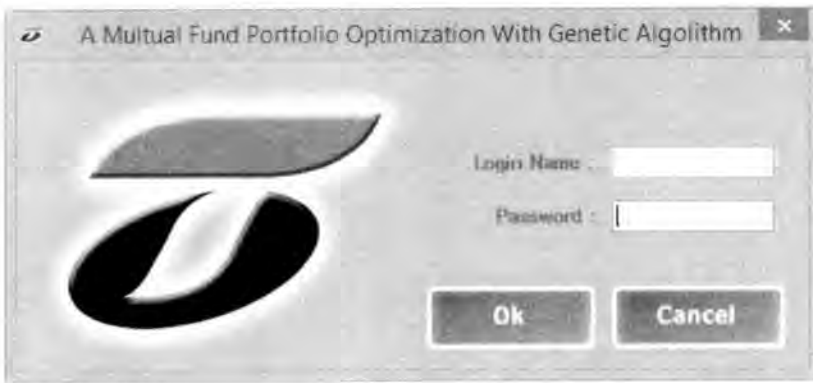 A Multual Fund Portfolio Optimization With Genetic Algolithm
Login Name :
Password :
Ok
Cancel